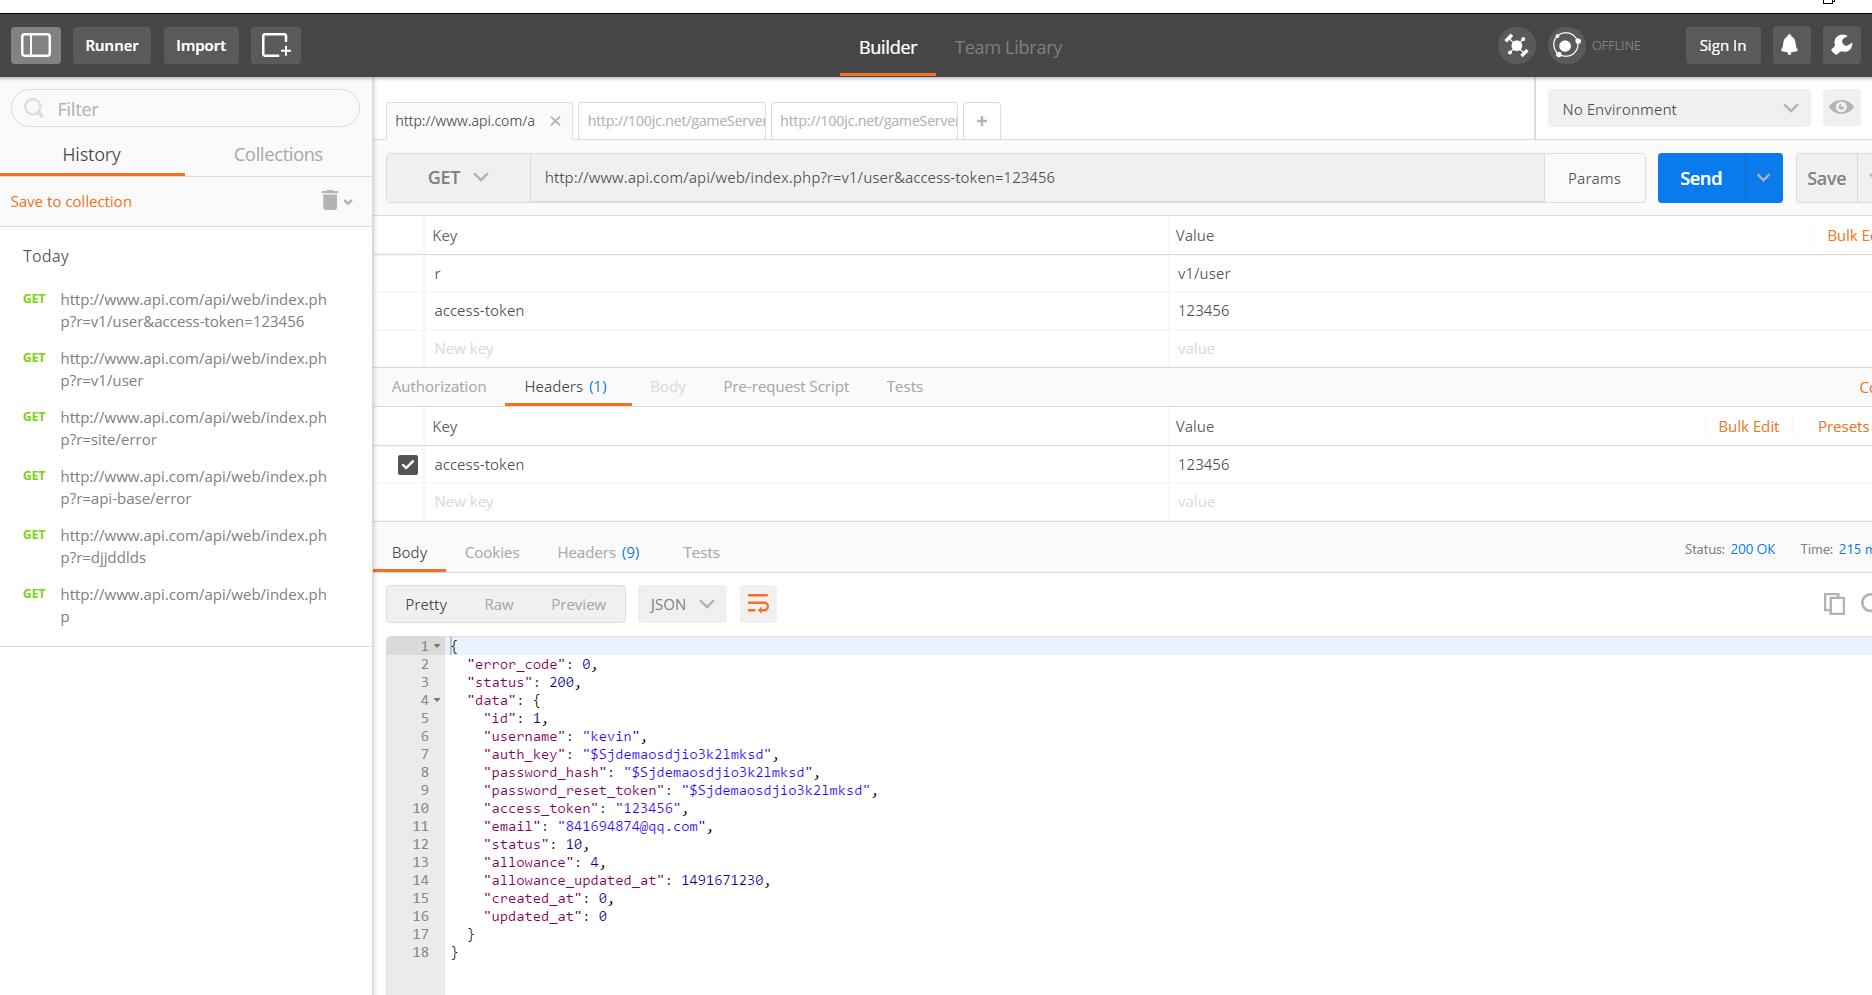 Runner Import Builder Team Library OFFLINE Sign In
Filter
History Collections
Save to collection
Today
GET http://www.api.com/api/web/index.ph
p?r=v1/user&access-token=123456
GET http://www.api.com/api/web/index.ph
p?r=v1/user
GET http://www.api.com/api/web/index.ph
p?r=site/error
GET http://www.api.com/api/web/index.ph
p?r=api-base/error
GET http://www.api.com/api/web/index.ph
p?r=djjddlds
GET http://www.api.com/api/web/index.ph
p
http://www.api.com/a http://100jc.net/gameServer http://100jc.net/gameServer + No Environment
GET http://www.api.com/api/web/index.php?r=v1/user&access-token=123456 Params Send Save
Key Value Bulk
r v1/user
access-token 123456
New key value
Authorization Headers (1) Body Pre-request Script Tests
Key Value Bulk Edit Presets
access-token 123456
New key value
Body Cookies Headers (9) Tests Status: 200 OK Time: 215
Pretty Raw Preview JSON
1 {
2 "error_code": 0,
3 "status": 200,
4 "data": {
5 "id": 1,
6 "username": "kevin",
7 "auth_key": "$Sjdemaosdjio3k2lmksd",
8 "password_hash": "$Sjdemaosdjio3k2lmksd",
9 "password_reset_token": "$Sjdemaosdjio3k2lmksd",
10 "access_token": "123456",
11 "email": "841694874@qq.com",
12 "status": 10,
13 "allowance": 4,
14 "allowance_updated_at": 1491671230,
15 "created_at": 0,
16 "updated_at": 0
17 }
18 }